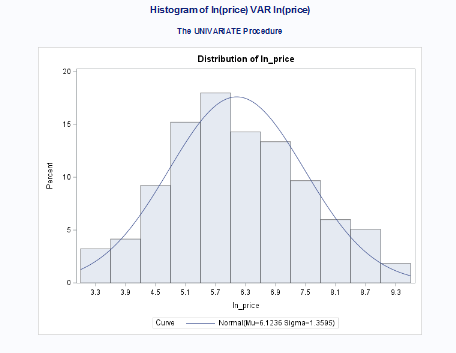 Histogram of ln(price) VAR ln(price)
The UNIVARIATE Procedure
Distribution of ln_price
20
15
10
5
0
Percent
3.3 3.9 4.5 5.1 5.7 6.3 6.9 7.5 8.1 8.7 9.3
ln_price
Curve Normal(Mu=6.1236 Sigma=1.3595)